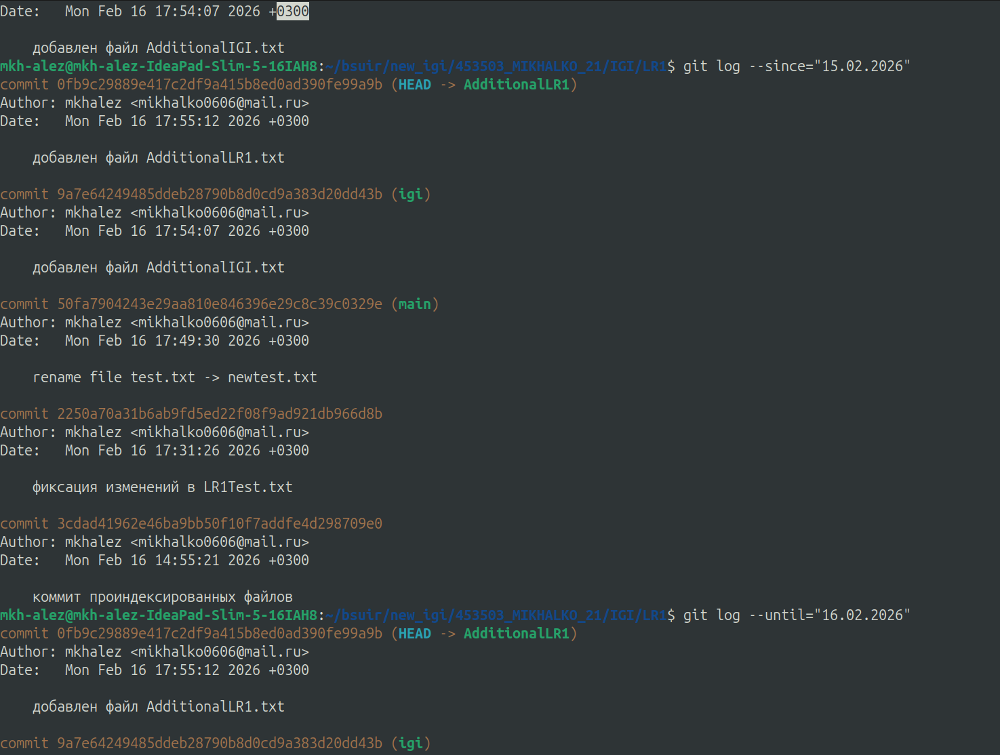 Date:   Mon Feb 16 17:54:07 2026 +0300
    добавлен файл AdditionalIGI.txt
mkh-alez@mkh-alez-IdeaPad-Slim-5-16IAH8:~/bsuir/new_igi/453503_MIKHALKO_21/IGI/LR1$ git log --since="15.02.2026"
commit 0fb9c29889e417c2df9a415b8ed0ad390fe99a9b (HEAD -> AdditionalLR1)
Author: mkhalez <mikhalko0606@mail.ru>
Date:   Mon Feb 16 17:55:12 2026 +0300
    добавлен файл AdditionalLR1.txt
commit 9a7e64249485ddeb28790b8d0cd9a383d20dd43b (igi)
Author: mkhalez <mikhalko0606@mail.ru>
Date:   Mon Feb 16 17:54:07 2026 +0300
    добавлен файл AdditionalIGI.txt
commit 50fa7904243e29aa810e846396e29c8c39c0329e (main)
Author: mkhalez <mikhalko0606@mail.ru>
Date:   Mon Feb 16 17:49:30 2026 +0300
    rename file test.txt -> newtest.txt
commit 2250a70a31b6ab9fd5ed22f08f9ad921db966d8b
Author: mkhalez <mikhalko0606@mail.ru>
Date:   Mon Feb 16 17:31:26 2026 +0300
    фиксация изменений в LR1Test.txt
commit 3cdad41962e46ba9bb50f10f7addfe4d298709e0
Author: mkhalez <mikhalko0606@mail.ru>
Date:   Mon Feb 16 14:55:21 2026 +0300
    коммит проиндексированных файлов
mkh-alez@mkh-alez-IdeaPad-Slim-5-16IAH8:~/bsuir/new_igi/453503_MIKHALKO_21/IGI/LR1$ git log --until="16.02.2026"
commit 0fb9c29889e417c2df9a415b8ed0ad390fe99a9b (HEAD -> AdditionalLR1)
Author: mkhalez <mikhalko0606@mail.ru>
Date:   Mon Feb 16 17:55:12 2026 +0300
    добавлен файл AdditionalLR1.txt
commit 9a7e64249485ddeb28790b8d0cd9a383d20dd43b (igi)